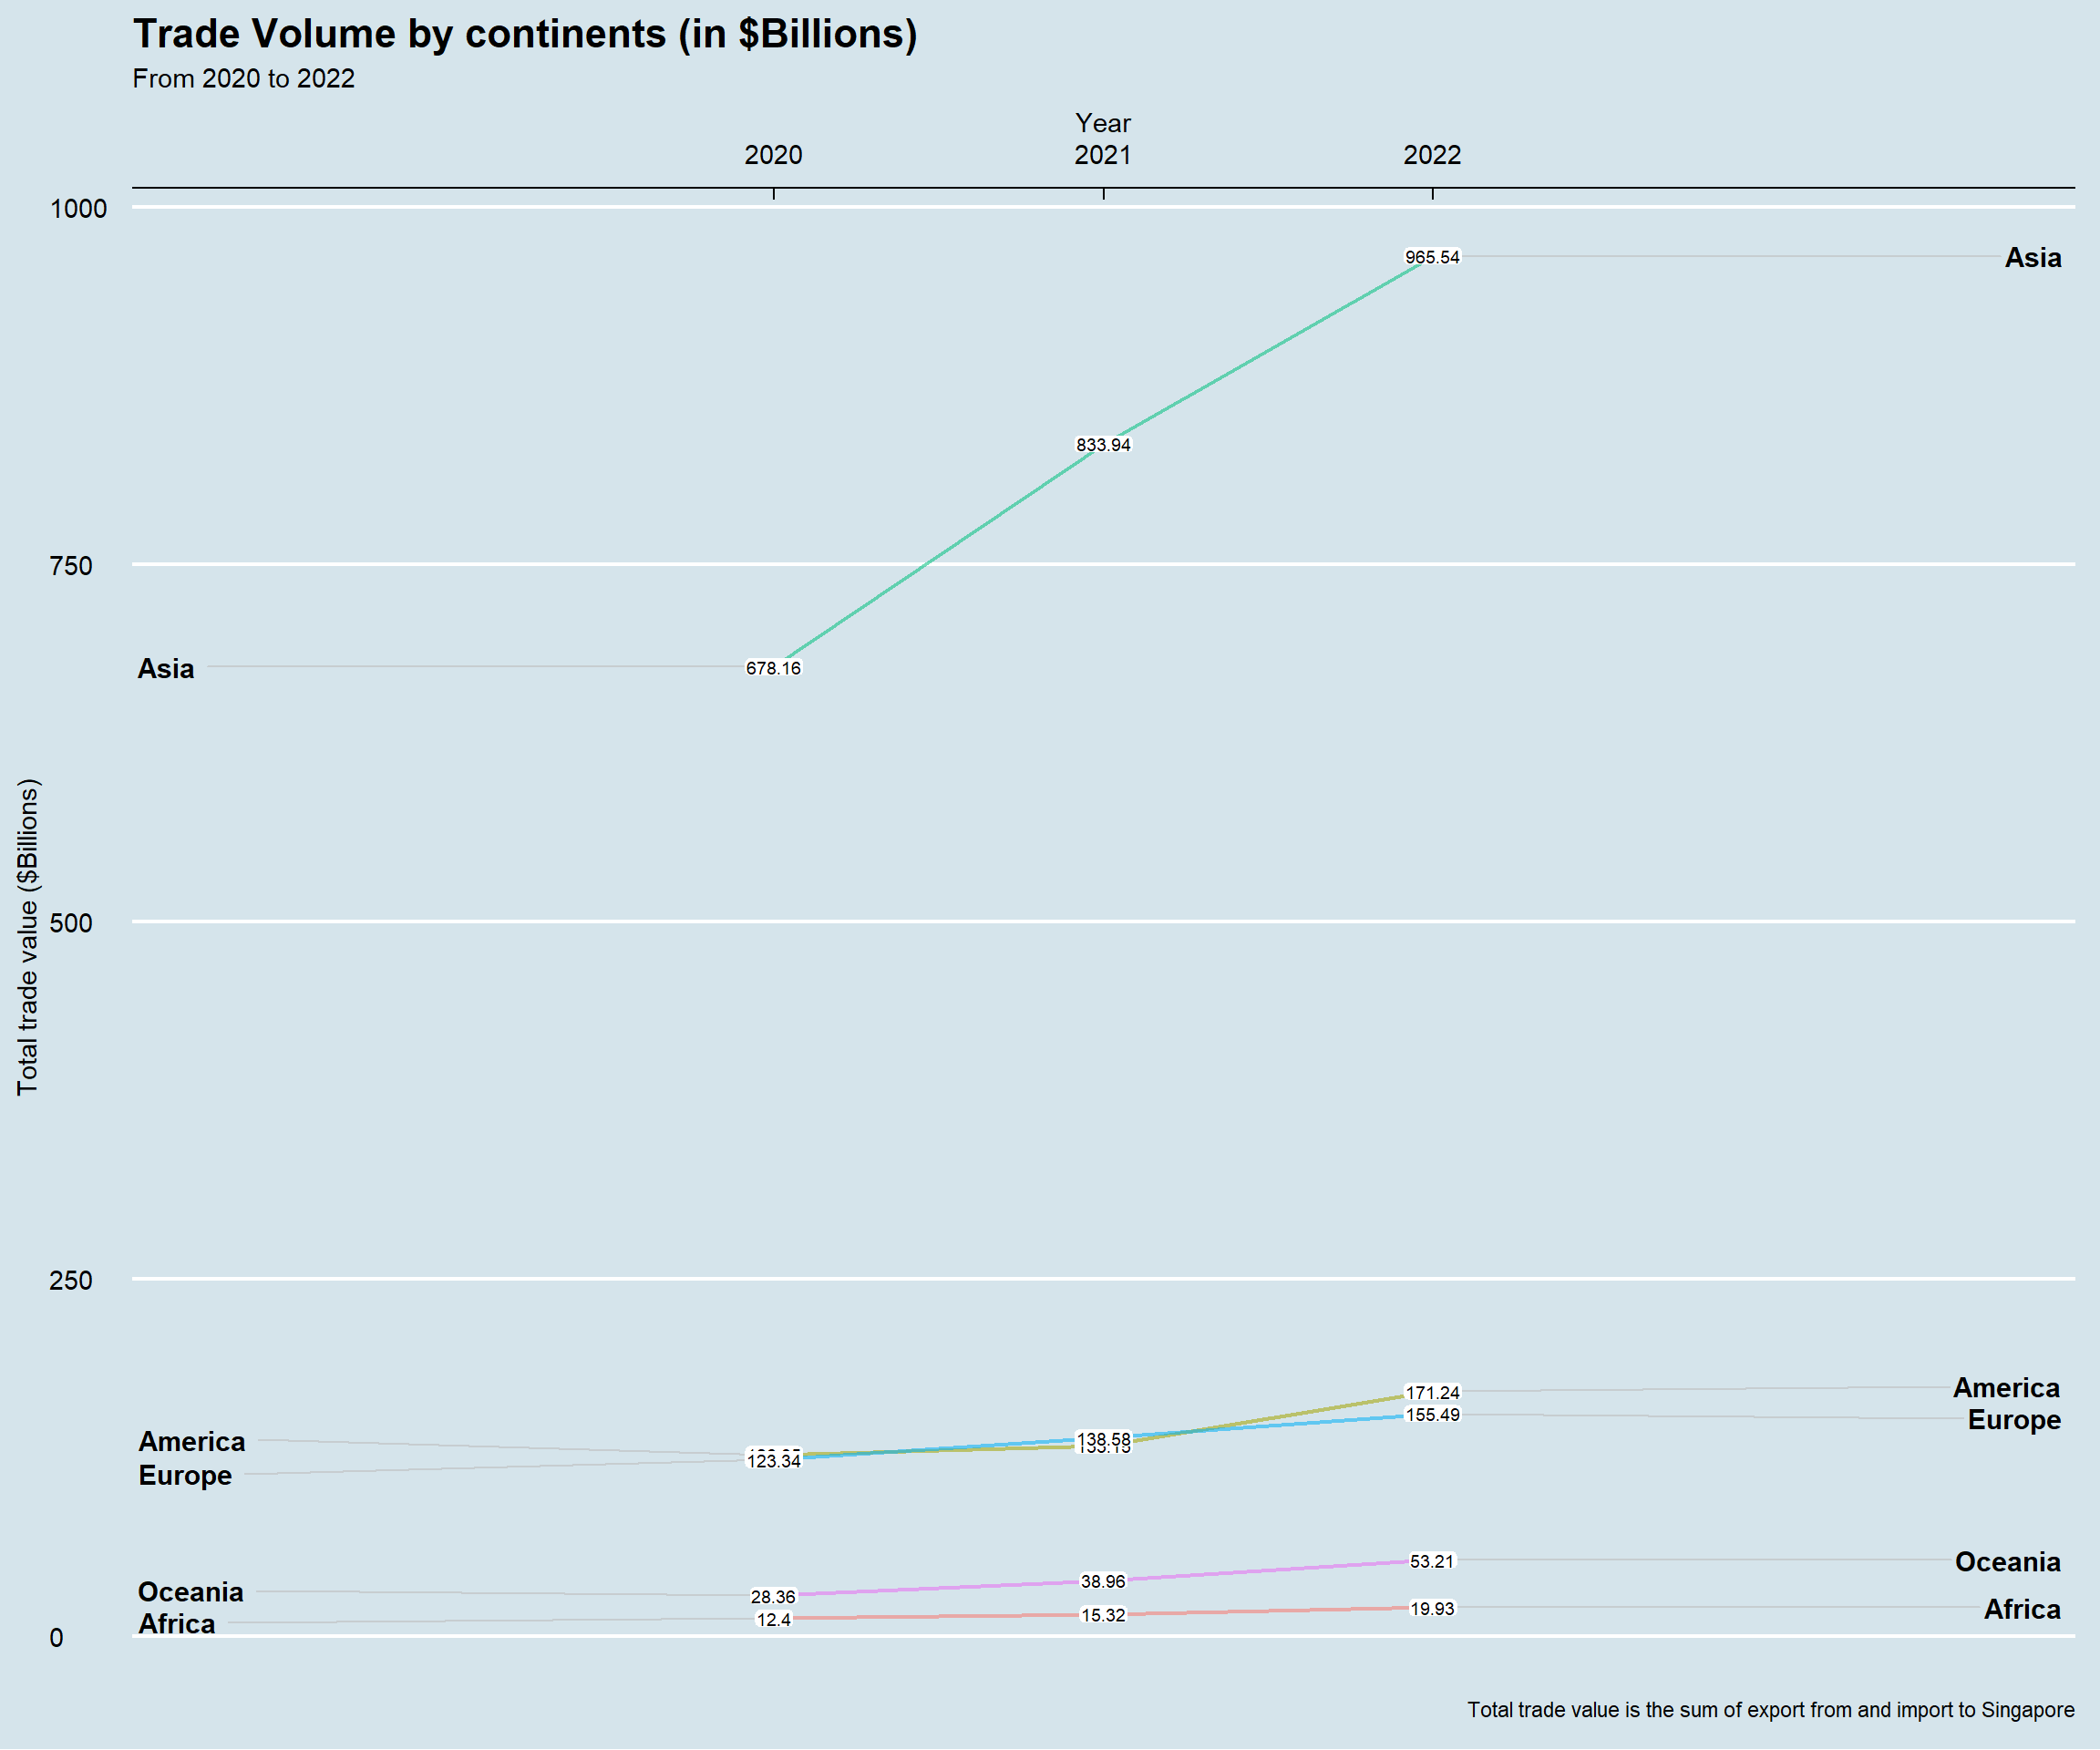 Trade Volume by continents (in $Billions)
From 2020 to 2022
Year
2020 2021 2022
1000
965.54 Asia
833.94
750
Asia 678.16
Total trade value ($Billions)
500
250
171.24 America
155.49 Europe
America
138.58
Europe 123.34
53.21 Oceania
Oceania 28.36 38.96
Africa 12.4 15.32 19.93 Africa
0
Total trade value is the sum of export from and import to Singapore